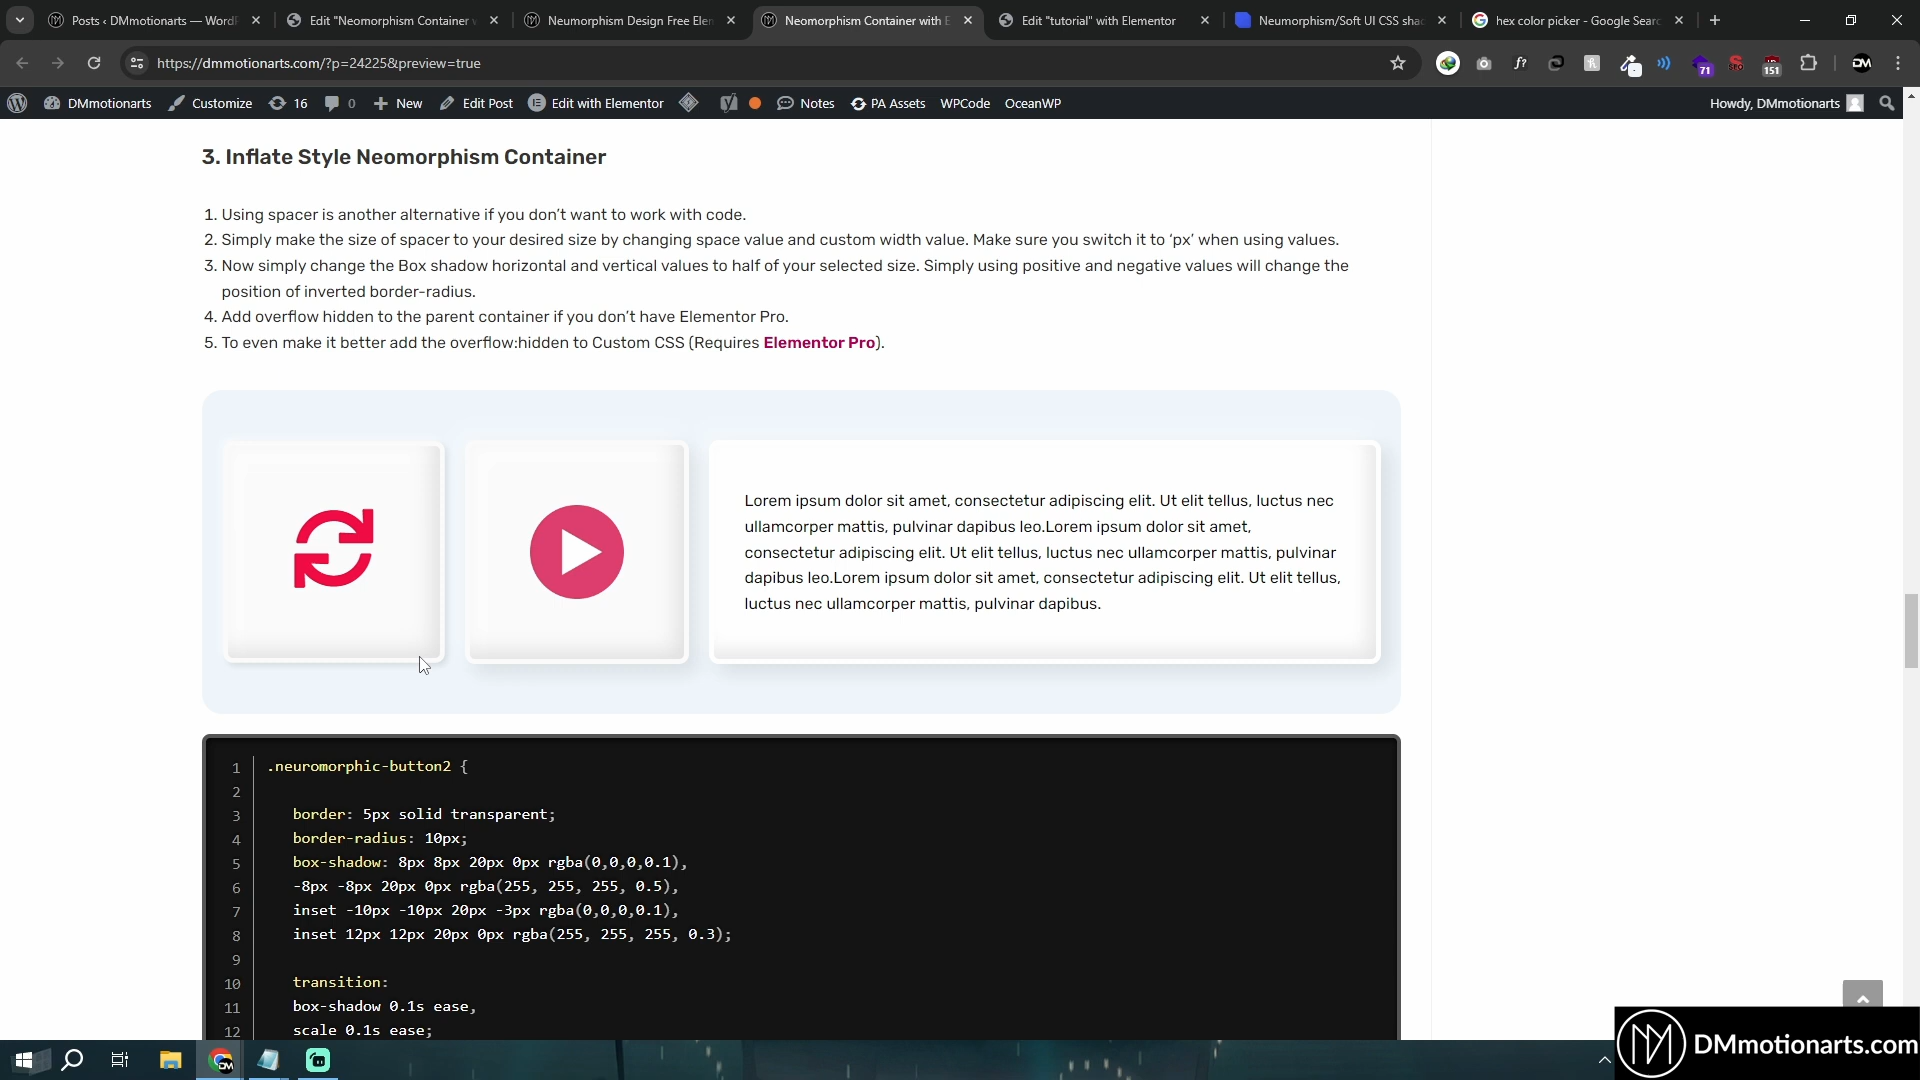 Posts ‹ DMmotionarts — WordP
Edit "Neomorphism Container w
Neumorphism Design Free Elem
Neomorphism Container with E
Edit "tutorial" with Elementor
Neumorphism/Soft UI CSS shad
hex color picker - Google Searc
https://dmmotionarts.com/?p=24225&preview=true
f?
71
151
DM
DMmotionarts
Customize
16
0
New
Edit Post
Edit with Elementor
Notes
PA Assets
WPCode
OceanWP
Howdy, DMmotionarts
3. Inflate Style Neomorphism Container
1. Using spacer is another alternative if you don’t want to work with code.
2. Simply make the size of spacer to your desired size by changing space value and custom width value. Make sure you switch it to ‘px’ when using values.
3. Now simply change the Box shadow horizontal and vertical values to half of your selected size. Simply using positive and negative values will change the
position of inverted border-radius.
4. Add overflow hidden to the parent container if you don’t have Elementor Pro.
5. To even make it better add the overflow:hidden to Custom CSS (Requires Elementor Pro).
Lorem ipsum dolor sit amet, consectetur adipiscing elit. Ut elit tellus, luctus nec
ullamcorper mattis, pulvinar dapibus leo.Lorem ipsum dolor sit amet,
consectetur adipiscing elit. Ut elit tellus, luctus nec ullamcorper mattis, pulvinar
dapibus leo.Lorem ipsum dolor sit amet, consectetur adipiscing elit. Ut elit tellus,
luctus nec ullamcorper mattis, pulvinar dapibus.
1 .neuromorphic-button2 {
2
3 border: 5px solid transparent;
4 border-radius: 10px;
5 box-shadow: 8px 8px 20px 0px rgba(0,0,0,0.1),
6 -8px -8px 20px 0px rgba(255, 255, 255, 0.5),
7 inset -10px -10px 20px -3px rgba(0,0,0,0.1),
8 inset 12px 12px 20px 0px rgba(255, 255, 255, 0.3);
9
10 transition:
11 box-shadow 0.1s ease,
12 scale 0.1s ease;
DMmotionarts.com